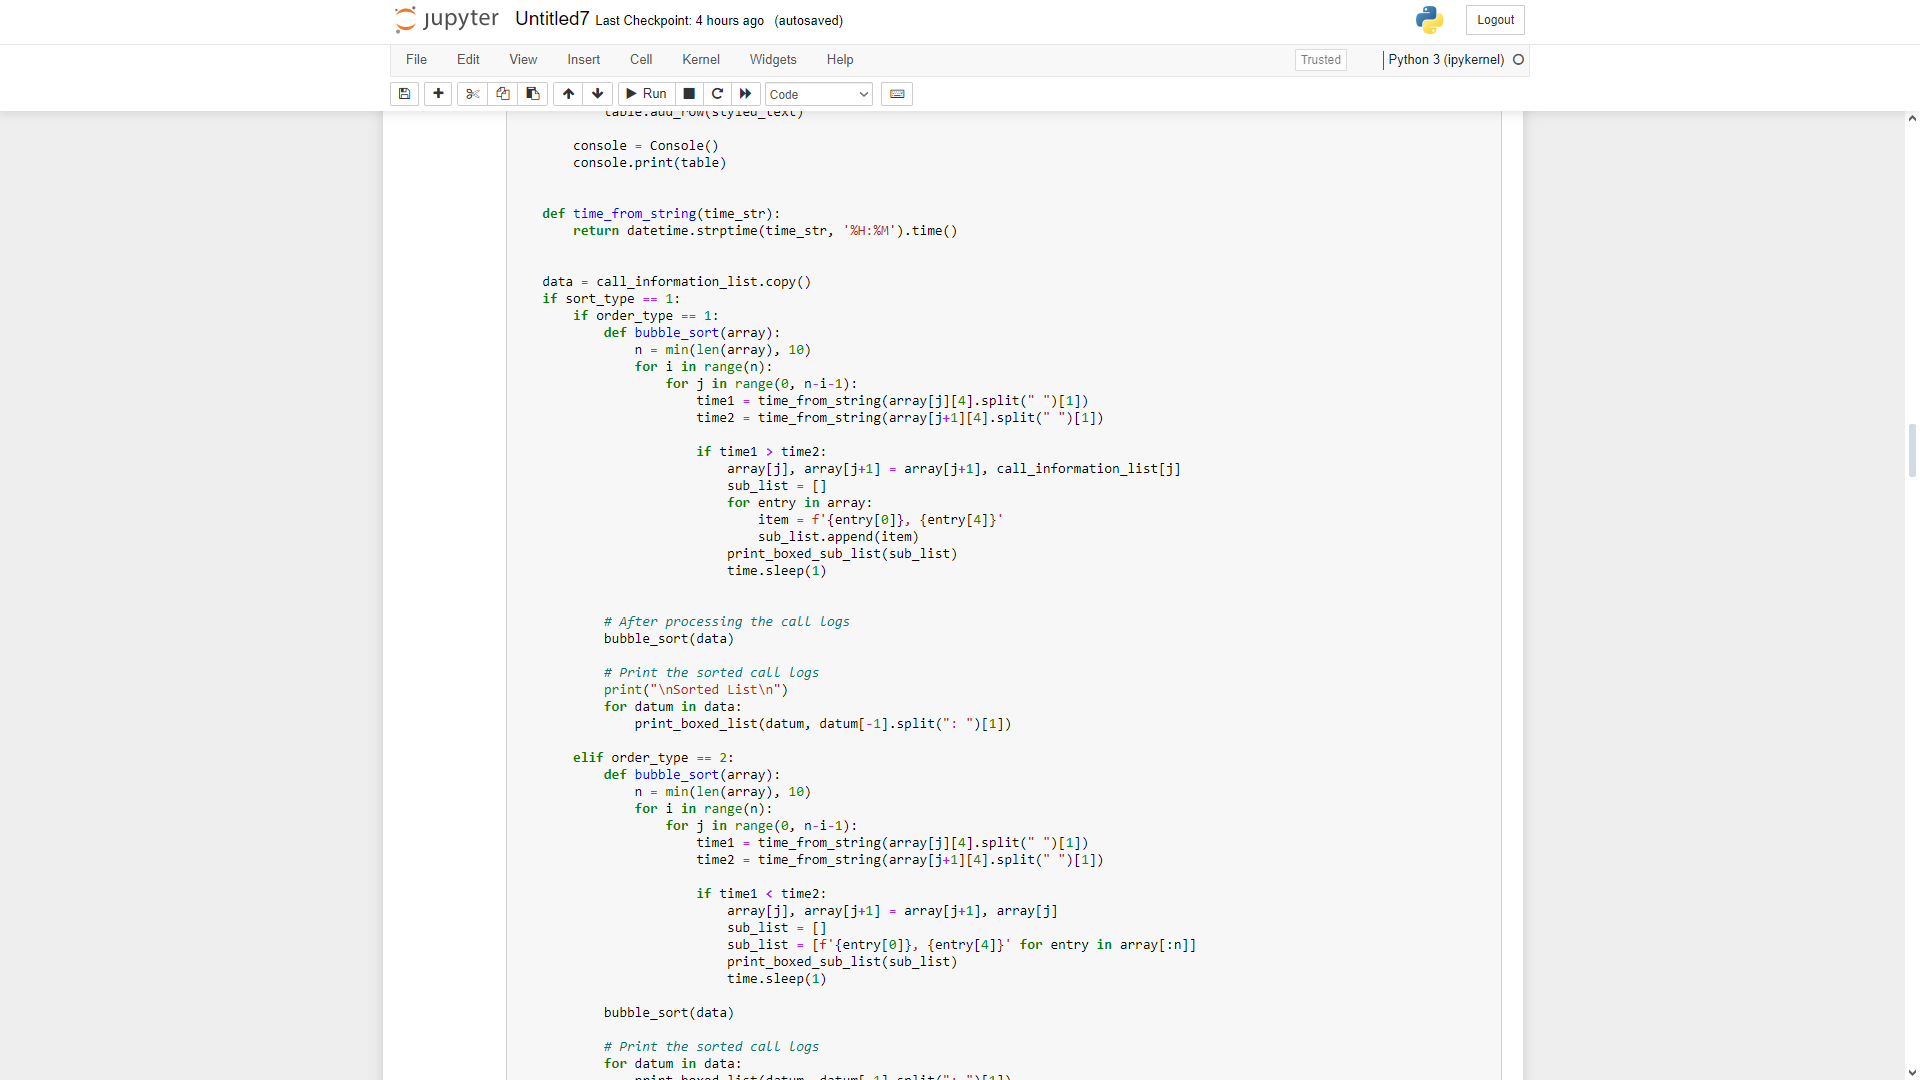 jupyter Untitled7 Last Checkpoint: 4 hours ago (autosaved) Logout
File Edit View Insert Cell Kernel Widgets Help Trusted Python 3 (ipykernel)
Run Code
table.add_row(styled_text)
console = Console()
console.print(table)
def time_from_string(time_str):
return datetime.strptime(time_str, '%H:%M').time()
data = call_information_list.copy()
if sort_type == 1:
if order_type == 1:
def bubble_sort(array):
n = min(len(array), 10)
for i in range(n):
for j in range(0, n-i-1):
time1 = time_from_string(array[j][4].split(" ")[1])
time2 = time_from_string(array[j+1][4].split(" ")[1])
if time1 > time2:
array[j], array[j+1] = array[j+1], call_information_list[j]
sub_list = []
for entry in array:
item = f'{entry[0]}, {entry[4]}'
sub_list.append(item)
print_boxed_sub_list(sub_list)
time.sleep(1)
# After processing the call logs
bubble_sort(data)
# Print the sorted call logs
print("\nSorted List\n")
for datum in data:
print_boxed_list(datum, datum[-1].split(": ")[1])
elif order_type == 2:
def bubble_sort(array):
n = min(len(array), 10)
for i in range(n):
for j in range(0, n-i-1):
time1 = time_from_string(array[j][4].split(" ")[1])
time2 = time_from_string(array[j+1][4].split(" ")[1])
if time1 < time2:
array[j], array[j+1] = array[j+1], array[j]
sub_list = []
sub_list = [f'{entry[0]}, {entry[4]}' for entry in array[:n]]
print_boxed_sub_list(sub_list)
time.sleep(1)
bubble_sort(data)
# Print the sorted call logs
for datum in data:
print_boxed_list(datum, datum[-1].split(": ")[1])